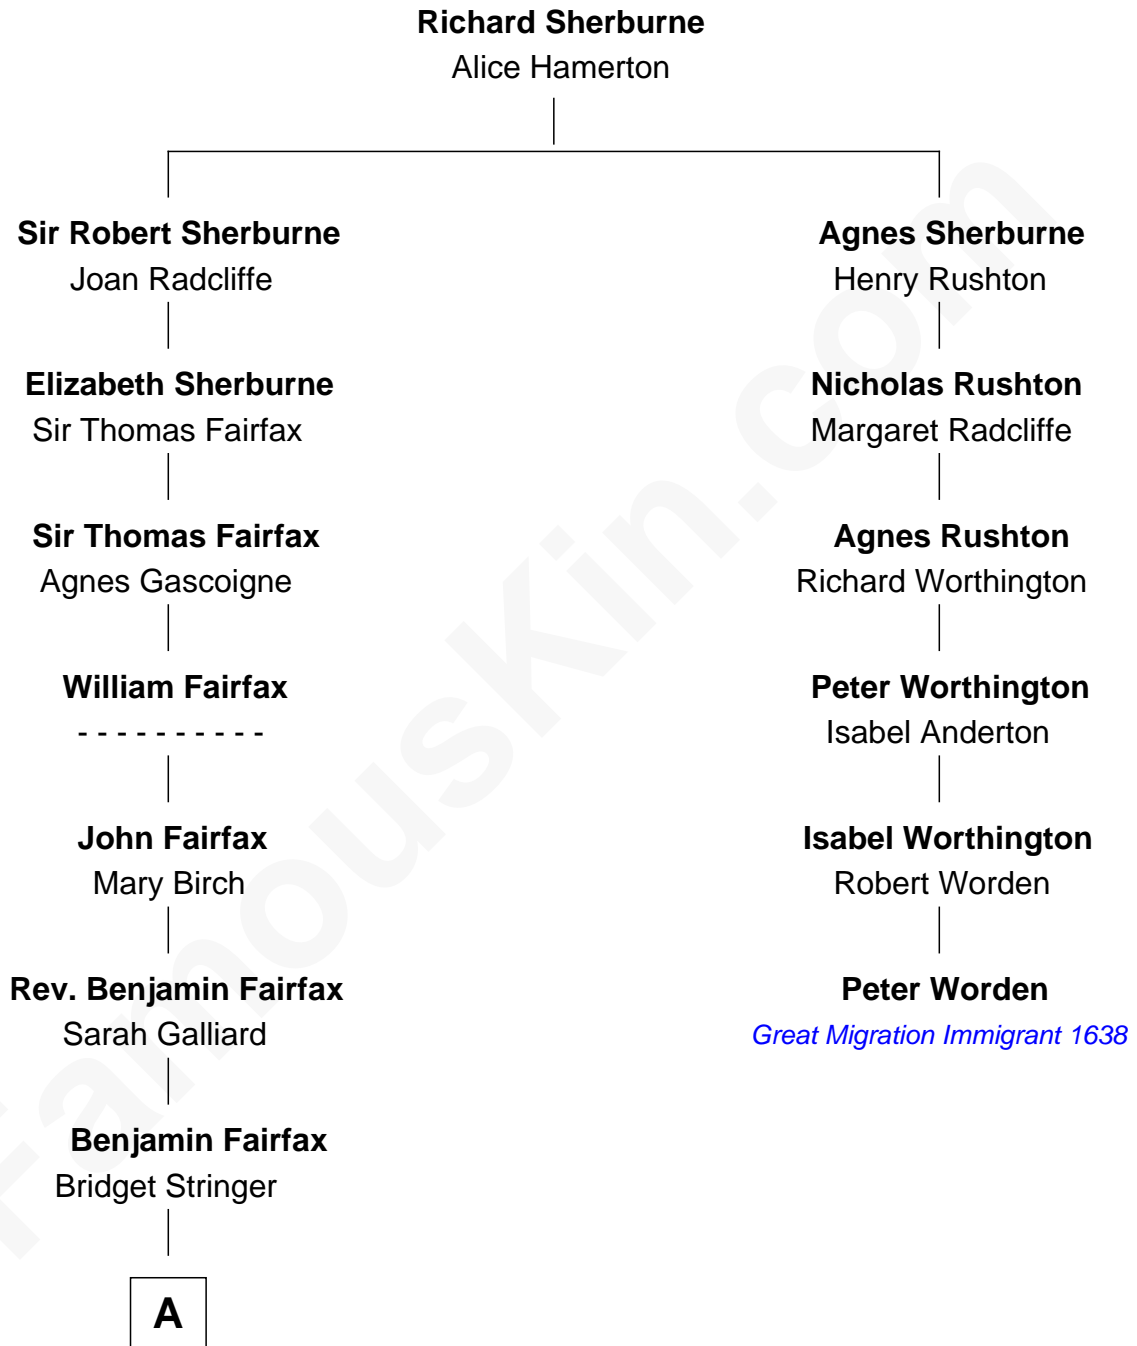 Richard Sherburne
Alice Hamerton
Sir Robert Sherburne
Joan Radcliffe
Agnes Sherburne
Henry Rushton
Elizabeth Sherburne
Sir Thomas Fairfax
Nicholas Rushton
Margaret Radcliffe
Sir Thomas Fairfax
Agnes Gascoigne
Agnes Rushton
Richard Worthington
William Fairfax
- - - - - - - - - -
Peter Worthington
Isabel Anderton
John Fairfax
Mary Birch
Isabel Worthington
Robert Worden
Rev. Benjamin Fairfax
Sarah Galliard
Peter Worden
Great Migration Immigrant 1638
Benjamin Fairfax
Bridget Stringer
A
FamousKin.com